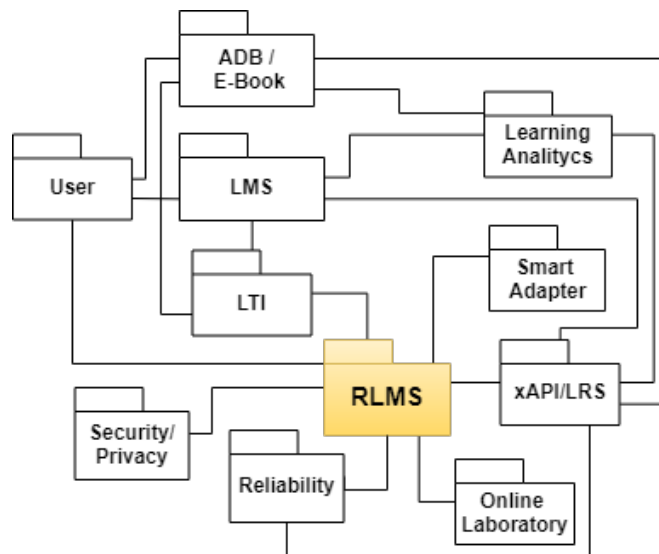 ADB /
E-Book
Learning
Analitycs
User
LMS
Smart
Adapter
LTI
RLMS
xAPI/LRS
Security/
Privacy
Reliability
Online
Laboratory